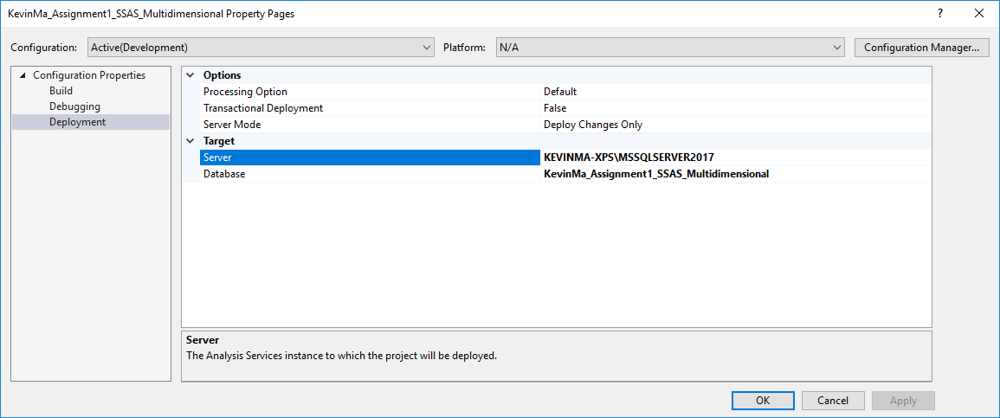 KevinMa_Assignment1_SSAS_Multidimensional Property Pages
?
Configuration: Active(Development) Platform: N/A Configuration Manager...
Configuration Properties
Build
Debugging
Deployment
Options
Processing Option Default
Transactional Deployment False
Server Mode Deploy Changes Only
Target
Server KEVINMA-XPS\MSSQLSERVER2017
Database KevinMa_Assignment1_SSAS_Multidimensional
Server
The Analysis Services instance to which the project will be deployed.
OK Cancel Apply